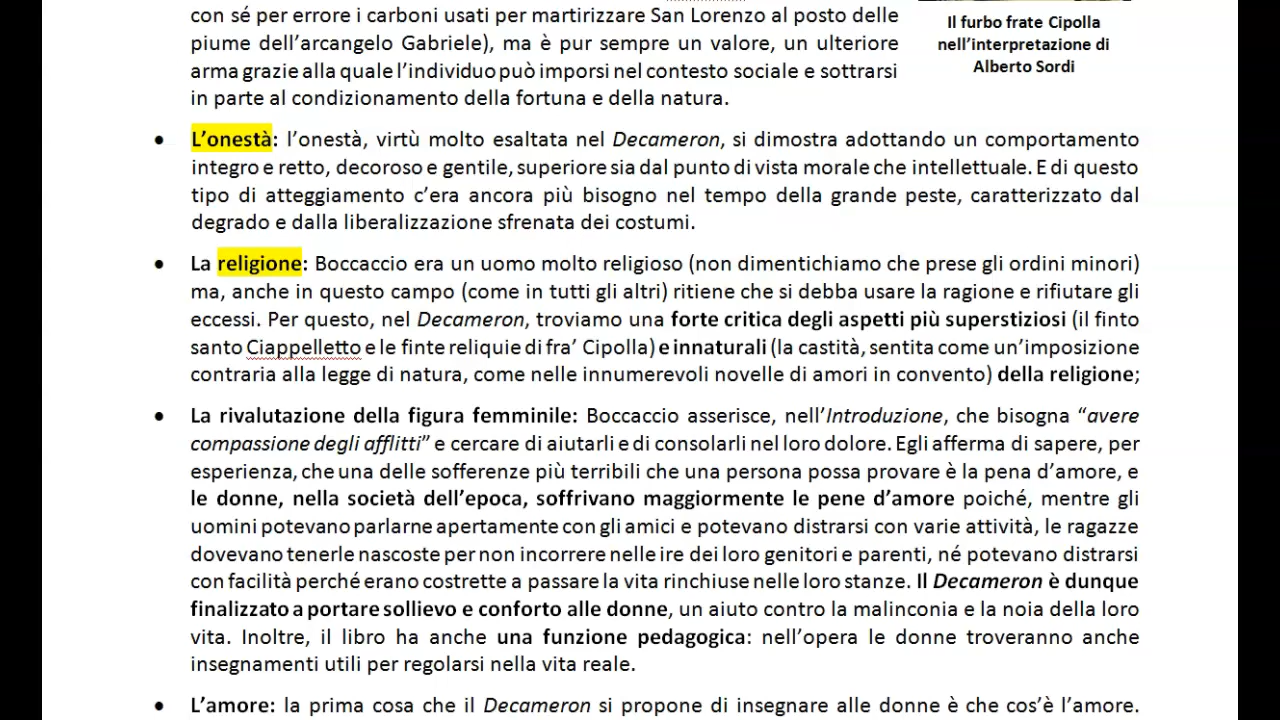 con sé per errore i carboni usati per martirizzare San Lorenzo al posto delle
piume dell’arcangelo Gabriele), ma è pur sempre un valore, un ulteriore
arma grazie alla quale l’individuo può imporsi nel contesto sociale e sottrarsi
in parte al condizionamento della fortuna e della natura.
Il furbo frate Cipolla
nell’interpretazione di
Alberto Sordi
• L’onestà: l’onestà, virtù molto esaltata nel Decameron, si dimostra adottando un comportamento
integro e retto, decoroso e gentile, superiore sia dal punto di vista morale che intellettuale. E di questo
tipo di atteggiamento c’era ancora più bisogno nel tempo della grande peste, caratterizzato dal
degrado e dalla liberalizzazione sfrenata dei costumi.
• La religione: Boccaccio era un uomo molto religioso (non dimentichiamo che prese gli ordini minori)
ma, anche in questo campo (come in tutti gli altri) ritiene che si debba usare la ragione e rifiutare gli
eccessi. Per questo, nel Decameron, troviamo una forte critica degli aspetti più superstiziosi (il finto
santo Ciappelletto e le finte reliquie di fra’ Cipolla) e innaturali (la castità, sentita come un’imposizione
contraria alla legge di natura, come nelle innumerevoli novelle di amori in convento) della religione;
• La rivalutazione della figura femminile: Boccaccio asserisce, nell’Introduzione, che bisogna “avere
compassione degli afflitti” e cercare di aiutarli e di consolarli nel loro dolore. Egli afferma di sapere, per
esperienza, che una delle sofferenze più terribili che una persona possa provare è la pena d’amore, e
le donne, nella società dell’epoca, soffrivano maggiormente le pene d’amore poiché, mentre gli
uomini potevano parlarne apertamente con gli amici e potevano distrarsi con varie attività, le ragazze
dovevano tenerle nascoste per non incorrere nelle ire dei loro genitori e parenti, né potevano distrarsi
con facilità perché erano costrette a passare la vita rinchiuse nelle loro stanze. Il Decameron è dunque
finalizzato a portare sollievo e conforto alle donne, un aiuto contro la malinconia e la noia della loro
vita. Inoltre, il libro ha anche una funzione pedagogica: nell’opera le donne troveranno anche
insegnamenti utili per regolarsi nella vita reale.
• L’amore: la prima cosa che il Decameron si propone di insegnare alle donne è che cos’è l’amore.